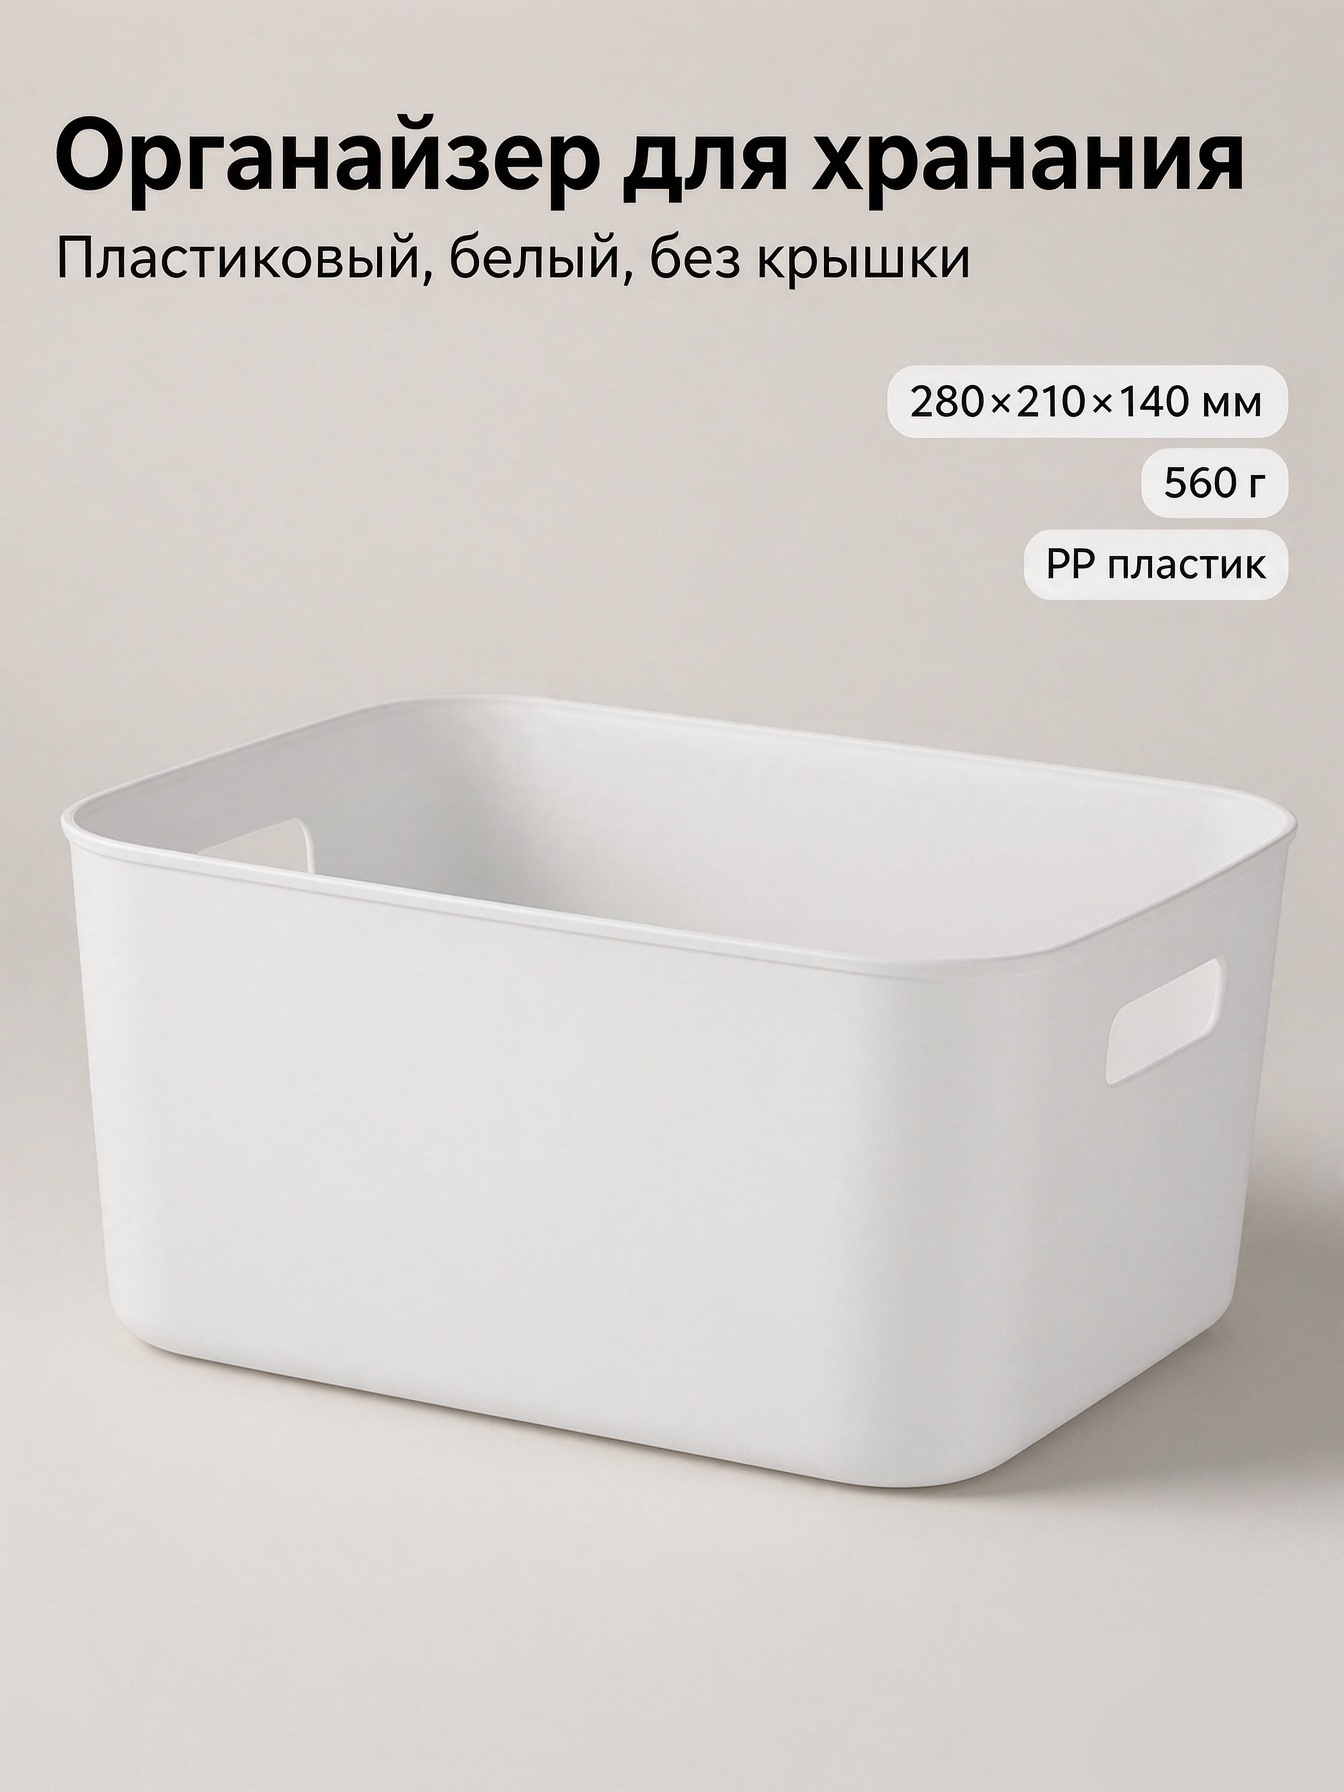 Органайзер для хранания
Пластиковый, белый, без крышки
280×210×140 мм
560 г
PP пластик